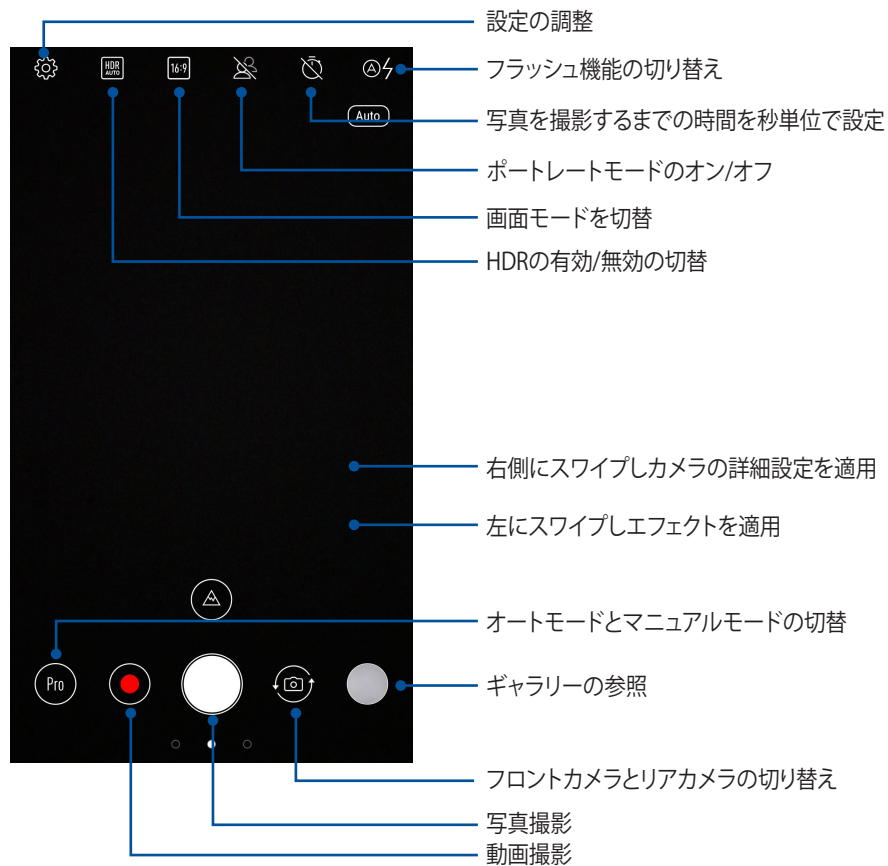 設定の調整
HDR
AUTO
16:9
A
フラッシュ機能の切り替え
Auto
写真を撮影するまでの時間を秒単位で設定
ポートレートモードのオン/オフ
画面モードを切替
HDRの有効/無効の切替
右側にスワイプしカメラの詳細設定を適用
左にスワイプしエフェクトを適用
オートモードとマニュアルモードの切替
Pro
ギャラリーの参照
フロントカメラとリアカメラの切り替え
写真撮影
動画撮影